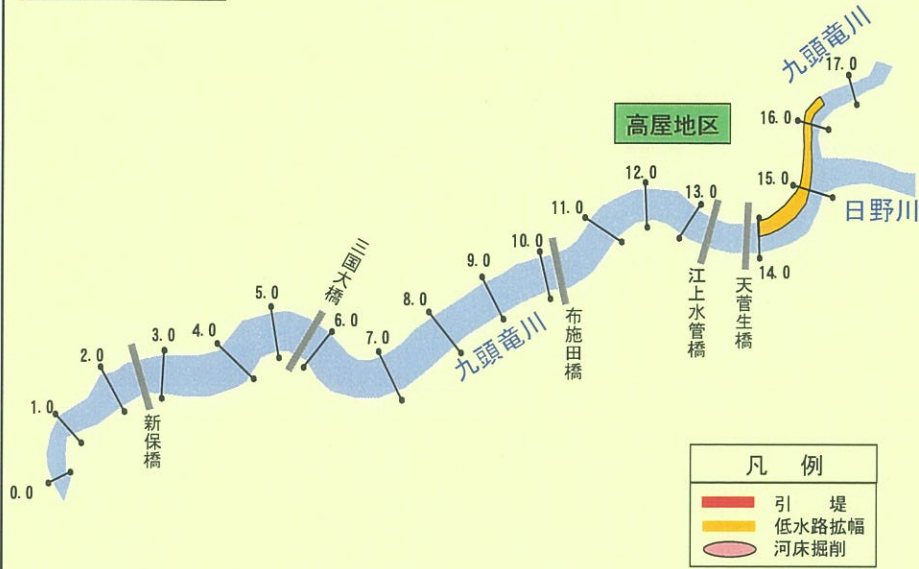 九頭竜川
17.0
16.0
高屋地区
12.0
15.0
13.0
日野川
11.0
10.0
14.0
江上水管橋
天菅生橋
三国大橋
9.0
布施田橋
5.0
8.0
6.0
4.0
3.0
7.0
九頭竜川
2.0
新保橋
1.0
0.0
凡 例
引 堤
低水路拡幅
河床掘削